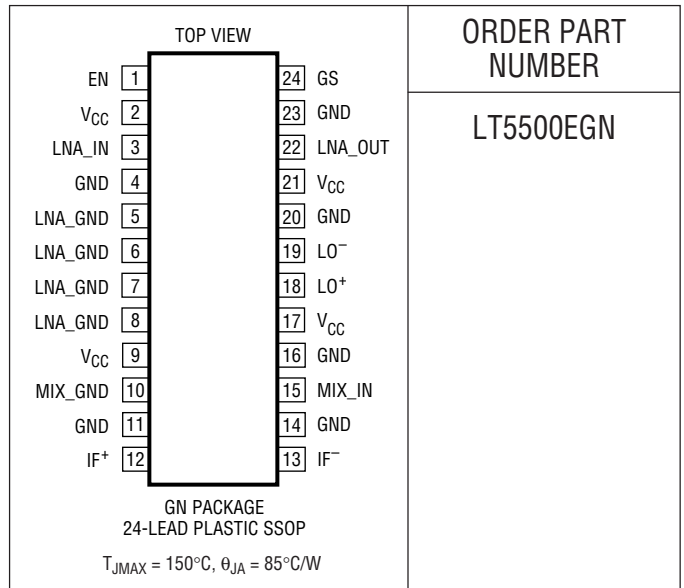 TOP VIEW
EN 1
VCC 2
LNA_IN 3
GND 4
LNA_GND 5
LNA_GND 6
LNA_GND 7
LNA_GND 8
VCC 9
MIX_GND 10
GND 11
IF+ 12
24 GS
23 GND
22 LNA_OUT
21 VCC
20 GND
19 LO–
18 LO+
17 VCC
16 GND
15 MIX_IN
14 GND
13 IF–
GN PACKAGE
24-LEAD PLASTIC SSOP
TJMAX = 150°C, θJA = 85°C/W
ORDER PART
NUMBER
LT5500EGN